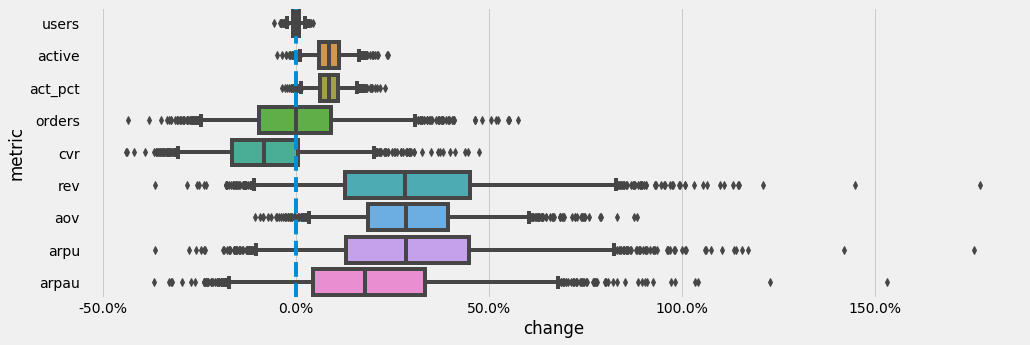 users
active
act_pct
orders
cvr
rev
aov
arpu
arpau
metric
-50.0%
0.0%
50.0%
100.0%
150.0%
change